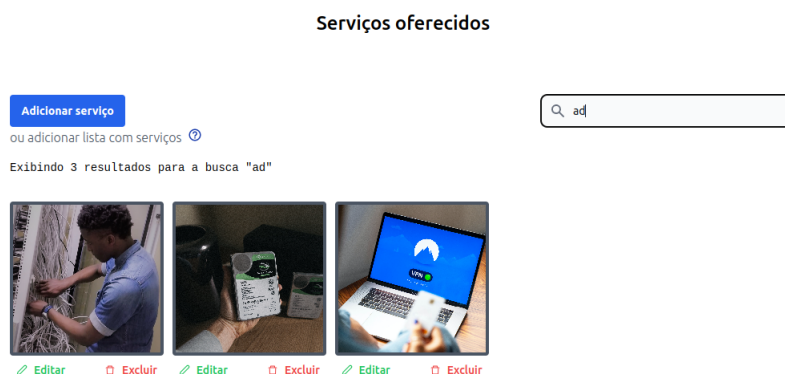 Serviços oferecidos
Adicionar serviço
ad
ou adicionar lista com serviços
Exibindo 3 resultados para a busca "ad"
VPN
Editar Excluir Editar Excluir Editar Excluir